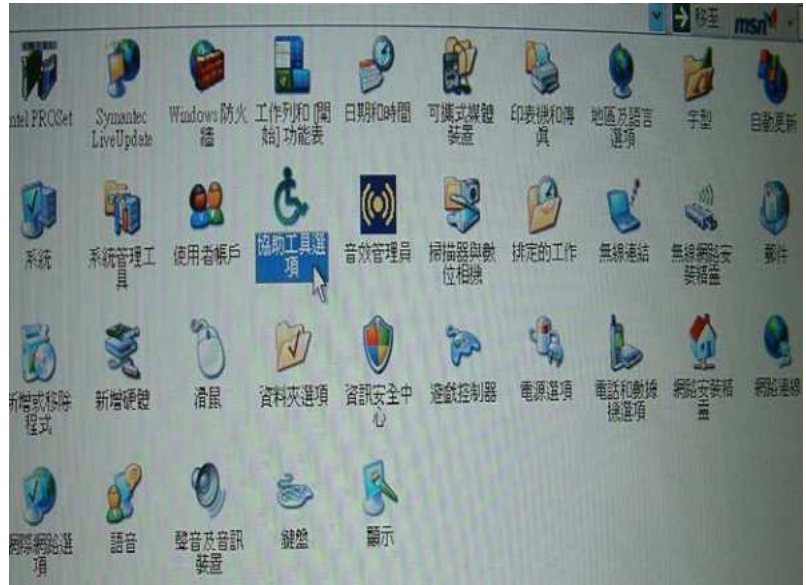 移至
msn
Intel PROSet
Symantec
LiveUpdate
Windows 防火
牆
工作列和 [開
始] 功能表
日期和時間
可攜式媒體
裝置
印表機和傳
真
地區及語言
選項
字型
自動更新
系統
系統管理工
具
使用者帳戶
協助工具選
項
音效管理員
掃描器與數
位相機
排定的工作
無線連結
無線網路安
裝精靈
郵件
新增或移除
程式
新增硬體
滑鼠
資料夾選項
資訊安全中
心
遊戲控制器
電源選項
電話和數據
機選項
網路安裝精
靈
網路連線
網際網路選
項
語音
聲音及音訊
裝置
鍵盤
顯示